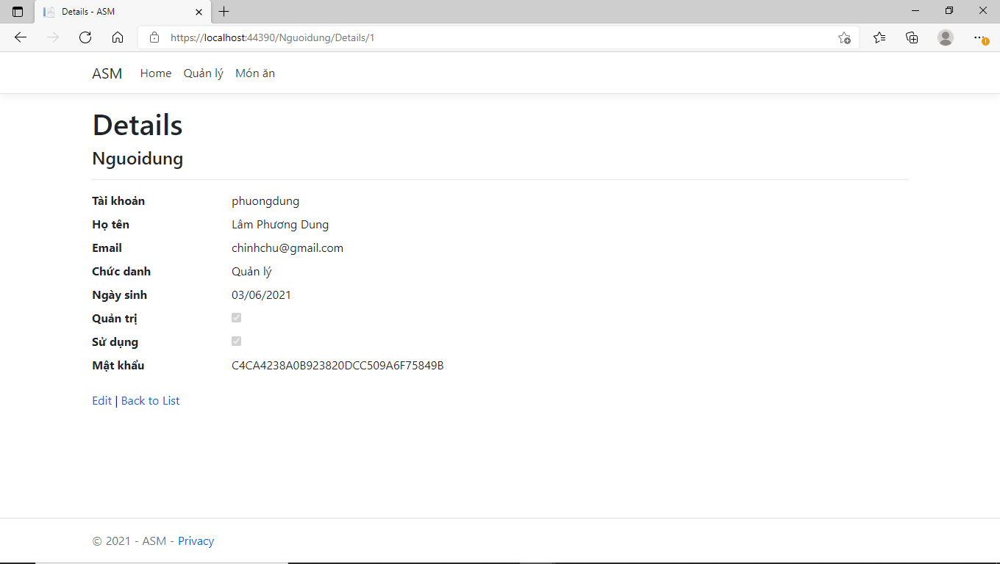 Details - ASM
https://localhost:44390/Nguoidung/Details/1
ASM Home Quản lý Món ăn
Details
Nguoidung
Tài khoản phuongdung
Họ tên Lâm Phương Dung
Email chinhchu@gmail.com
Chức danh Quản lý
Ngày sinh 03/06/2021
Quản trị
Sử dụng
Mật khẩu C4CA4238A0B923820DCC509A6F75849B
Edit | Back to List
© 2021 - ASM - Privacy